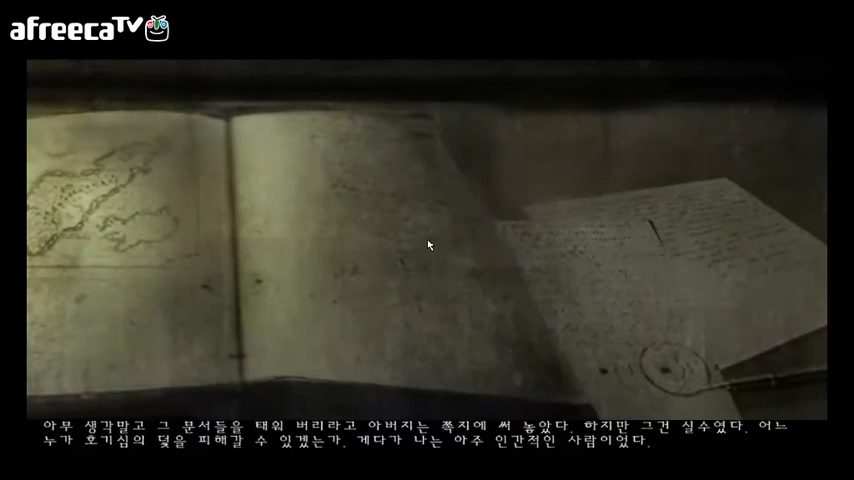 afreecaTV
아무 생각말고 그 문서들을 태워 버리라고 아버지는 쪽지에 써 놓았다. 하지만 그건 실수였다. 어느
누가 호기심의 덫을 피해갈 수 있겠는가. 게다가 나는 아주 인간적인 사람이었다.